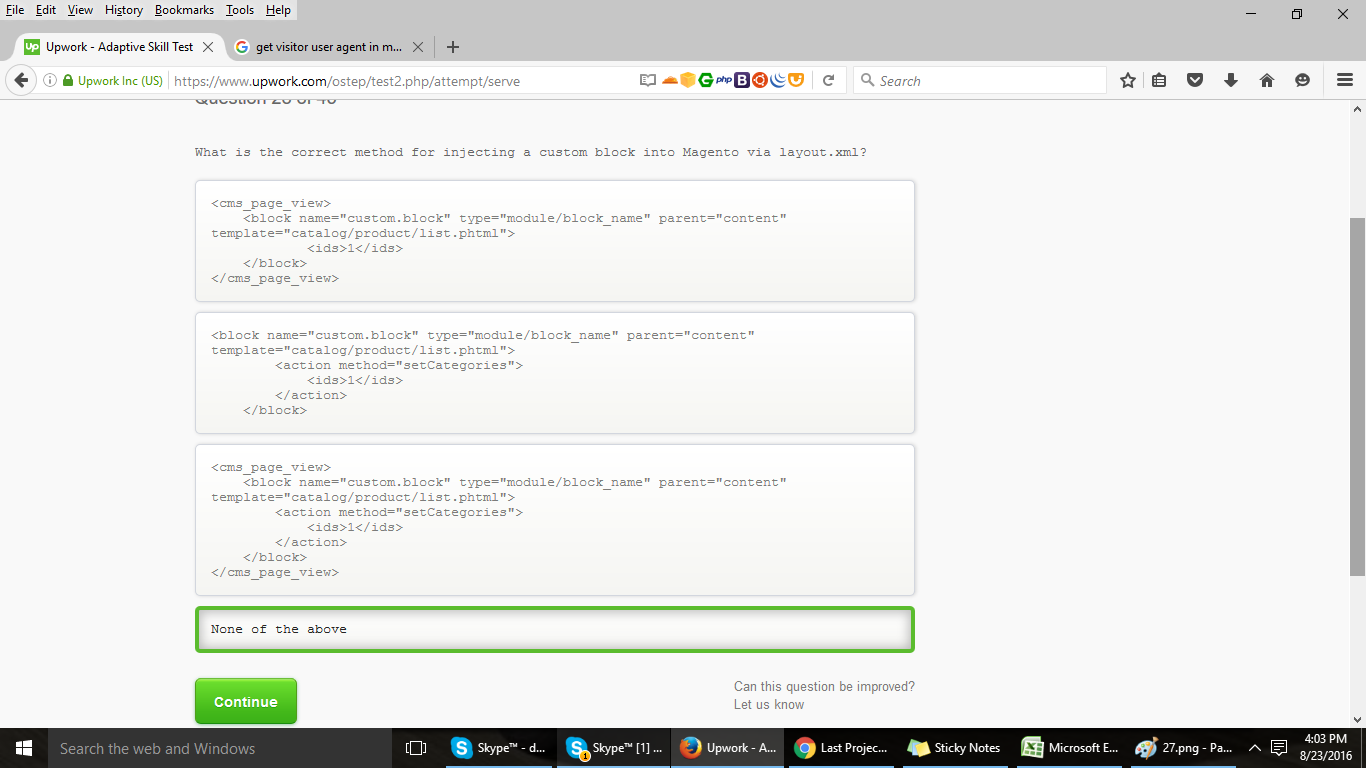 File Edit View History Bookmarks Tools Help
Upwork - Adaptive Skill Test
get visitor user agent in m...
Upwork Inc (US)
https://www.upwork.com/ostep/test2.php/attempt/serve
php
B
Search
What is the correct method for injecting a custom block into Magento via layout.xml?
<cms_page_view>
<block name="custom.block" type="module/block_name" parent="content"
template="catalog/product/list.phtml">
<ids>1</ids>
</block>
</cms_page_view>
<block name="custom.block" type="module/block_name" parent="content"
template="catalog/product/list.phtml">
<action method="setCategories">
<ids>1</ids>
</action>
</block>
<cms_page_view>
<block name="custom.block" type="module/block_name" parent="content"
template="catalog/product/list.phtml">
<action method="setCategories">
<ids>1</ids>
</action>
</block>
</cms_page_view>
None of the above
Continue
Can this question be improved?
Let us know
Search the web and Windows
Skype™ - d...
Skype™ [1] ...
Upwork - A...
Last Projec...
Sticky Notes
Microsoft E...
27.png - Pa...
4:03 PM
8/23/2016